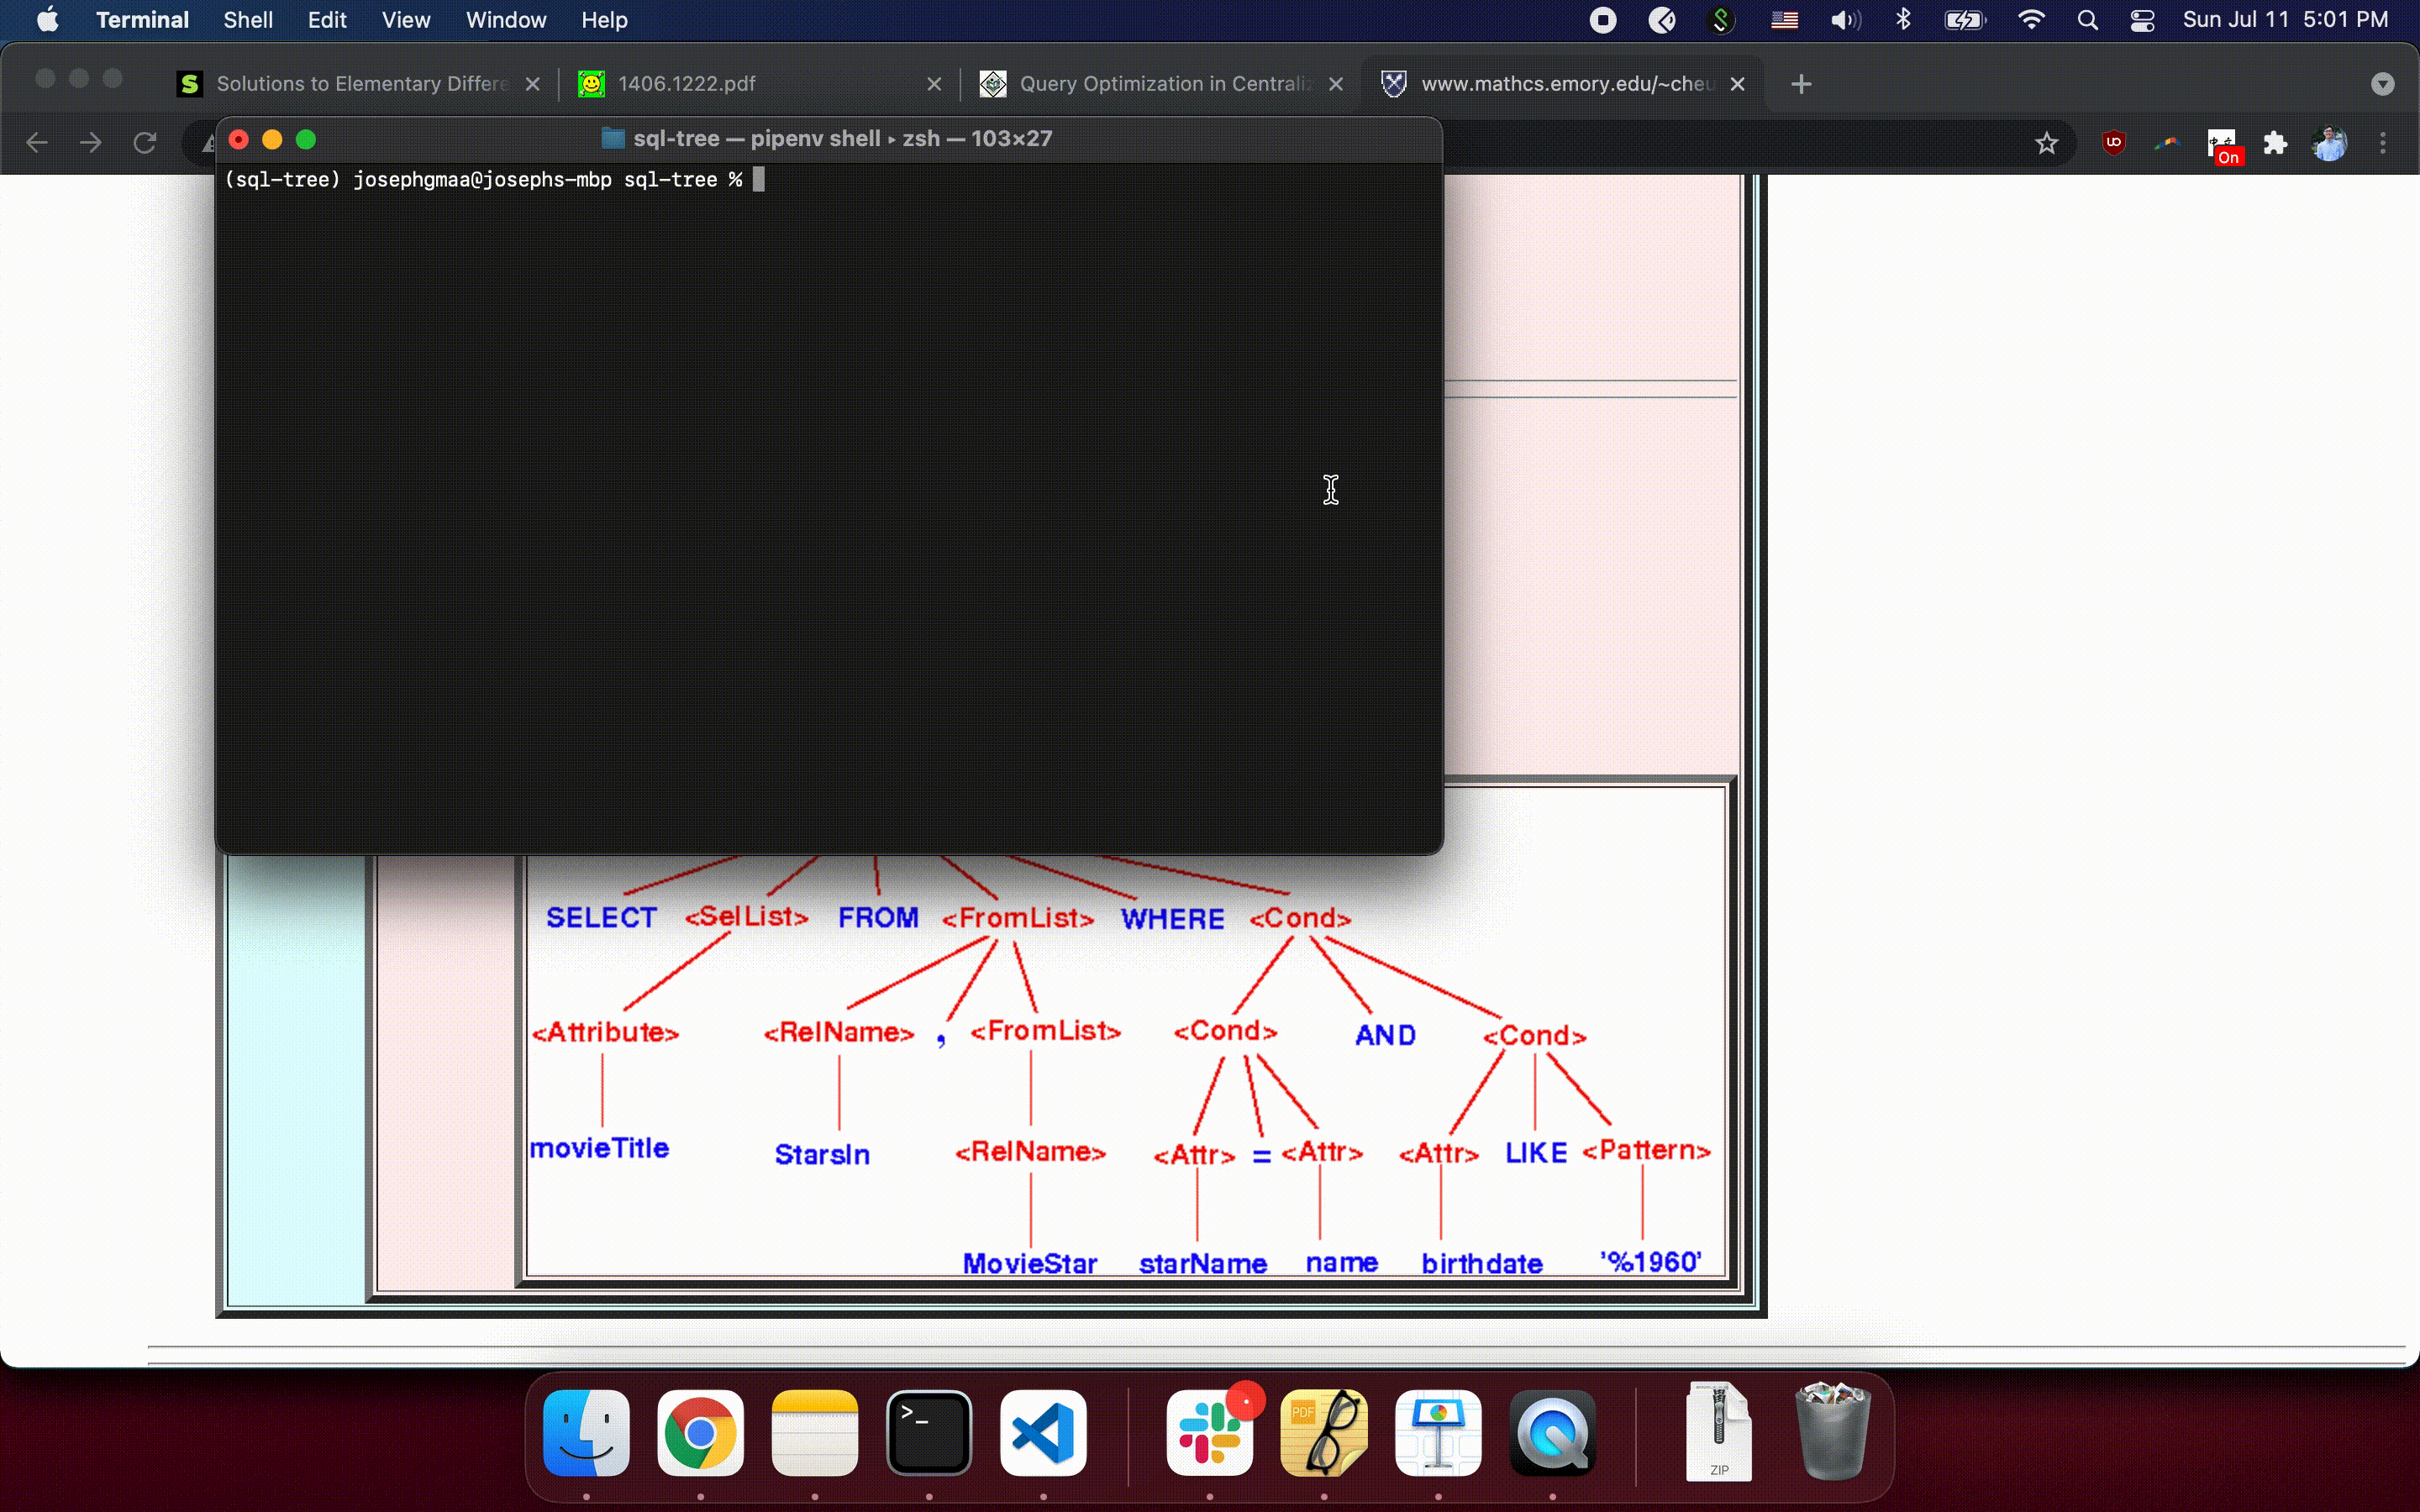 Terminal Shell Edit View Window Help Sun Jul 11 5:01 PM
Solutions to Elementary Differe 1406.1222.pdf Query Optimization in Centraliz www.mathcs.emory.edu/~cheu
sql-tree — pipenv shell ▸ zsh — 103×27
On
(sql-tree) josephgmaa@josephs-mbp sql-tree %
SELECT <SelList> FROM <FromList> WHERE <Cond>
<Attribute> <RelName> , <FromList> <Cond> AND <Cond>
movieTitle StarsIn <RelName> <Attr> = <Attr> <Attr> LIKE <Pattern>
MovieStar starName name birthdate '%1960'
>_
PDF
ZIP